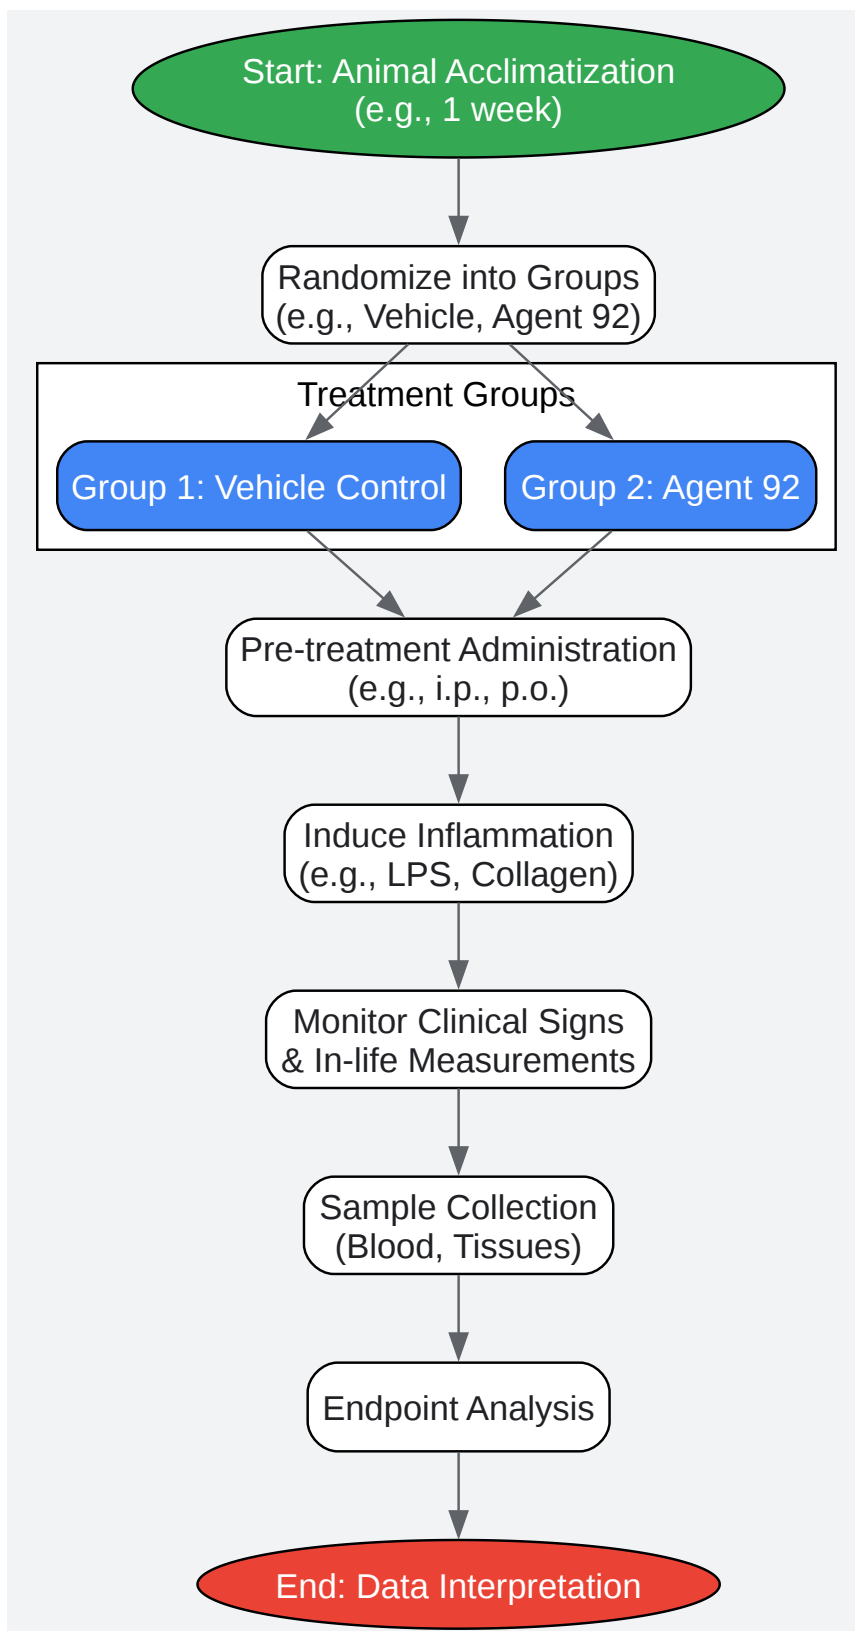 Start: Animal Acclimatization
(e.g., 1 week)
Randomize into Groups
(e.g., Vehicle, Agent 92)
Treatment Groups
Group 1: Vehicle Control
Group 2: Agent 92
Pre-treatment Administration
(e.g., i.p., p.o.)
Induce Inflammation
(e.g., LPS, Collagen)
Monitor Clinical Signs
& In-life Measurements
Sample Collection
(Blood, Tissues)
Endpoint Analysis
End: Data Interpretation